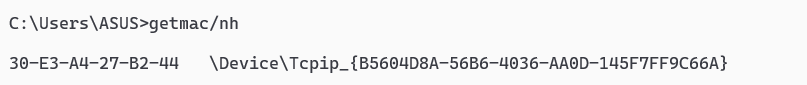 C:\Users\ASUS>getmac/nh
30-E3-A4-27-B2-44   \Device\Tcpip_{B5604D8A-56B6-4036-AA0D-145F7FF9C66A}